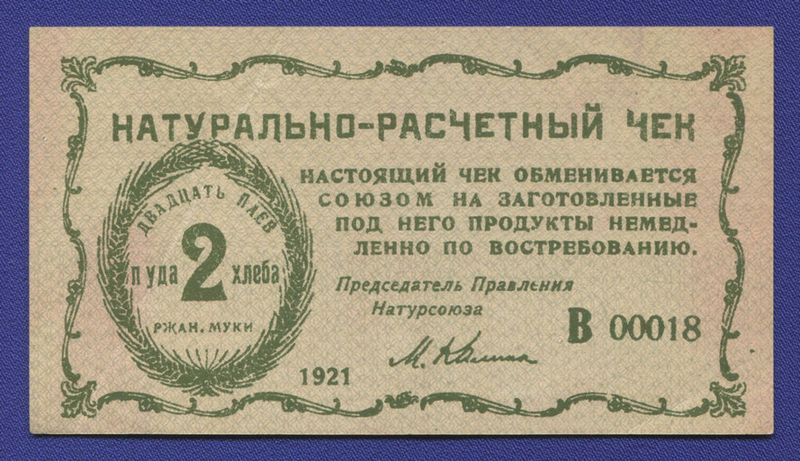 НАТУРАЛЬНО-РАСЧЕТНЫЙ ЧЕК
НАСТОЯЩИЙ ЧЕК ОБМЕНИВАЕТСЯ
СОЮЗОМ НА ЗАГОТОВЛЕННЫЕ
ПОД НЕГО ПРОДУКТЫ НЕМЕД-
ЛЕННО ПО ВОСТРЕБОВАНИЮ.
ДВАДЦАТЬ ПАЕВ
пуда 2 хлеба
РЖАН. МУКИ
Председатель Правления
Натурсоюза
В 00018
1921